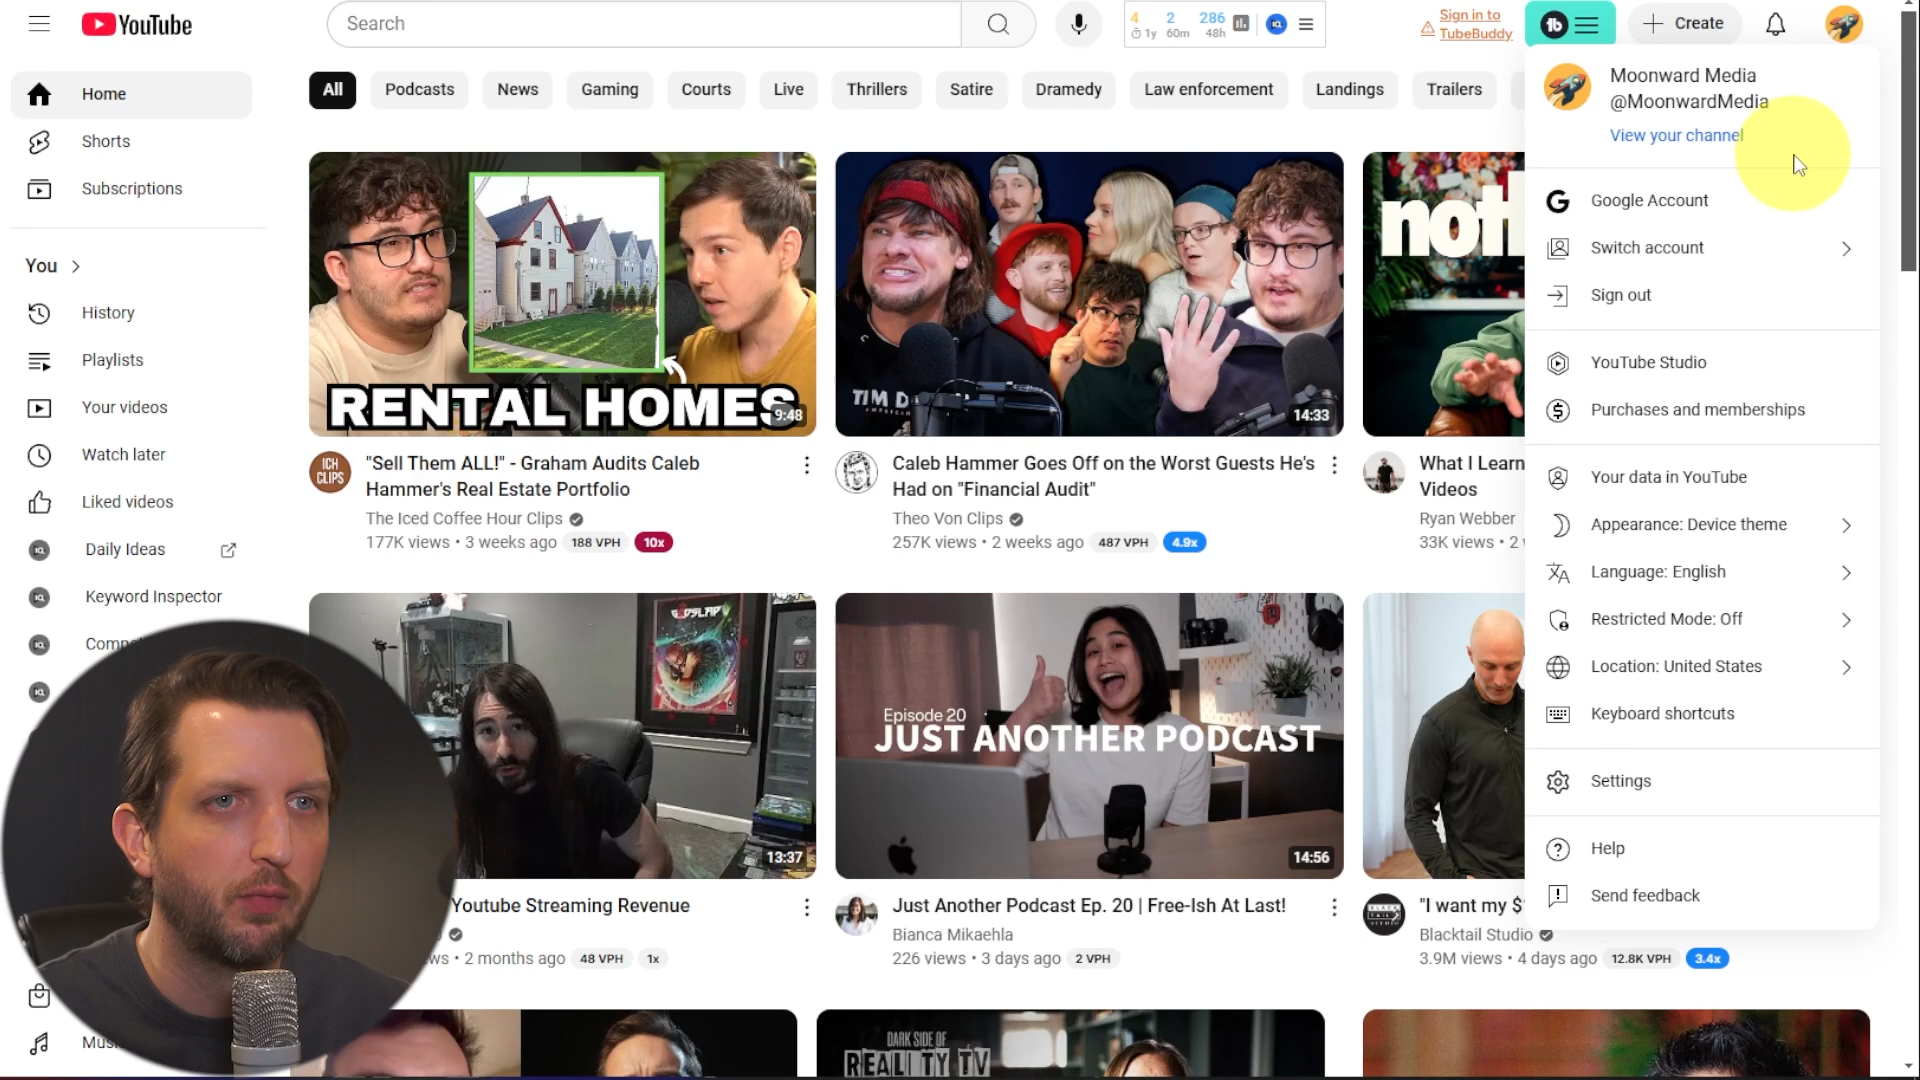 YouTube
Search
4 2 286
1y 60m 48h
Sign in to
TubeBuddy
Create
Home
Shorts
Subscriptions
You
History
Playlists
Your videos
Watch later
Liked videos
Daily Ideas
Keyword Inspector
All
Podcasts
News
Gaming
Courts
Live
Thrillers
Satire
Dramedy
Law enforcement
Landings
Trailers
RENTAL HOMES
9:48
ICH
CLIPS
"Sell Them ALL!" - Graham Audits Caleb
Hammer's Real Estate Portfolio
The Iced Coffee Hour Clips
177K views • 3 weeks ago 188 VPH 10x
14:33
Caleb Hammer Goes Off on the Worst Guests He's
Had on "Financial Audit"
Theo Von Clips
257K views • 2 weeks ago 487 VPH 4.9x
What I Learn
Videos
Ryan Webber
33K views • 2
GODSLAP
13:37
Youtube Streaming Revenue
• 2 months ago 48 VPH 1x
Episode 20
JUST ANOTHER PODCAST
14:56
Just Another Podcast Ep. 20 | Free-Ish At Last!
Bianca Mikaehla
226 views • 3 days ago 2 VPH
"I want my $
Blacktail Studio
3.9M views • 4 days ago 12.8K VPH 3.4x
DARK SIDE OF
REALITY TV
Moonward Media
@MoonwardMedia
View your channel
Google Account
Switch account
Sign out
YouTube Studio
Purchases and memberships
Your data in YouTube
Appearance: Device theme
Language: English
Restricted Mode: Off
Location: United States
Keyboard shortcuts
Settings
Help
Send feedback